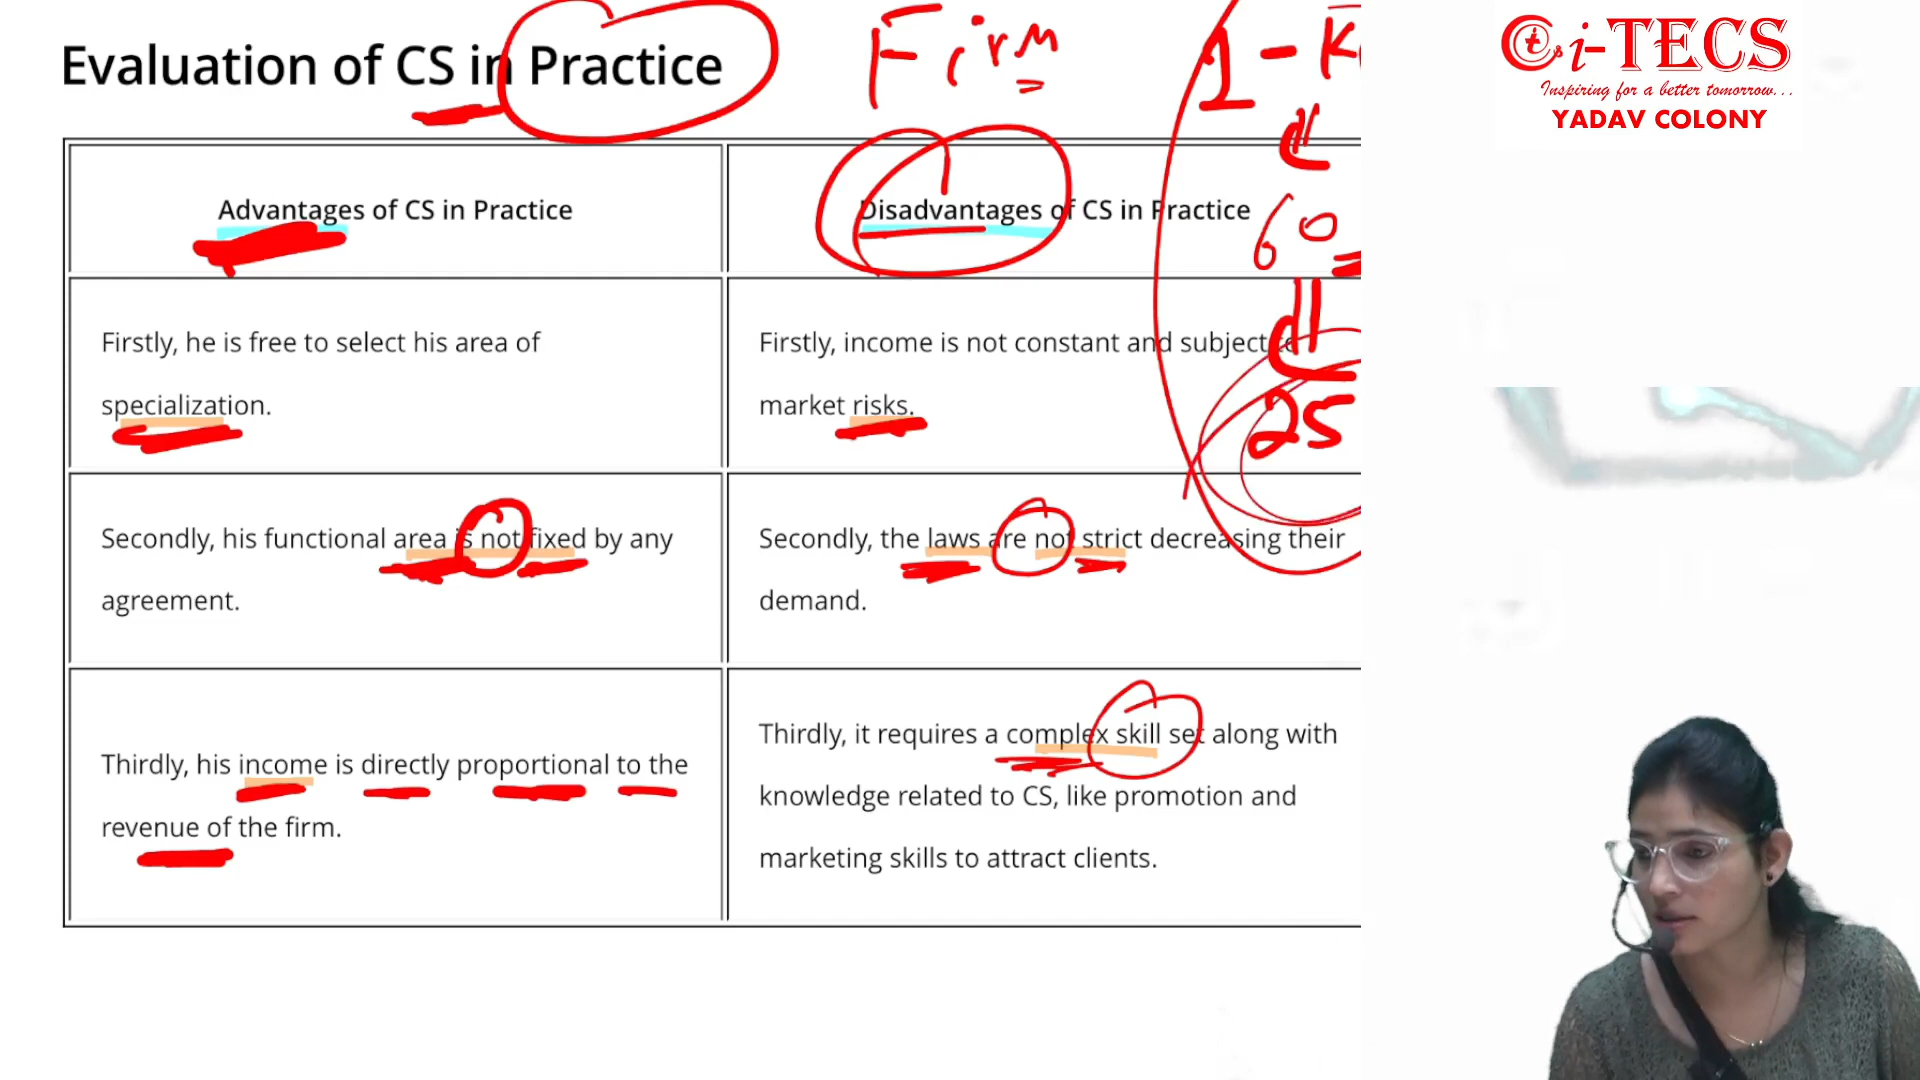 Evaluation of CS in Practice
Firm
1 - K
60
25
Advantages of CS in Practice
Disadvantages of CS in Practice
Firstly, he is free to select his area of
specialization.
Firstly, income is not constant and subject to
market risks.
Secondly, his functional area is not fixed by any
agreement.
Secondly, the laws are not strict decreasing their
demand.
Thirdly, his income is directly proportional to the
revenue of the firm.
Thirdly, it requires a complex skill set along with
knowledge related to CS, like promotion and
marketing skills to attract clients.
i-TECS
Inspiring for a better tomorrow...
YADAV COLONY